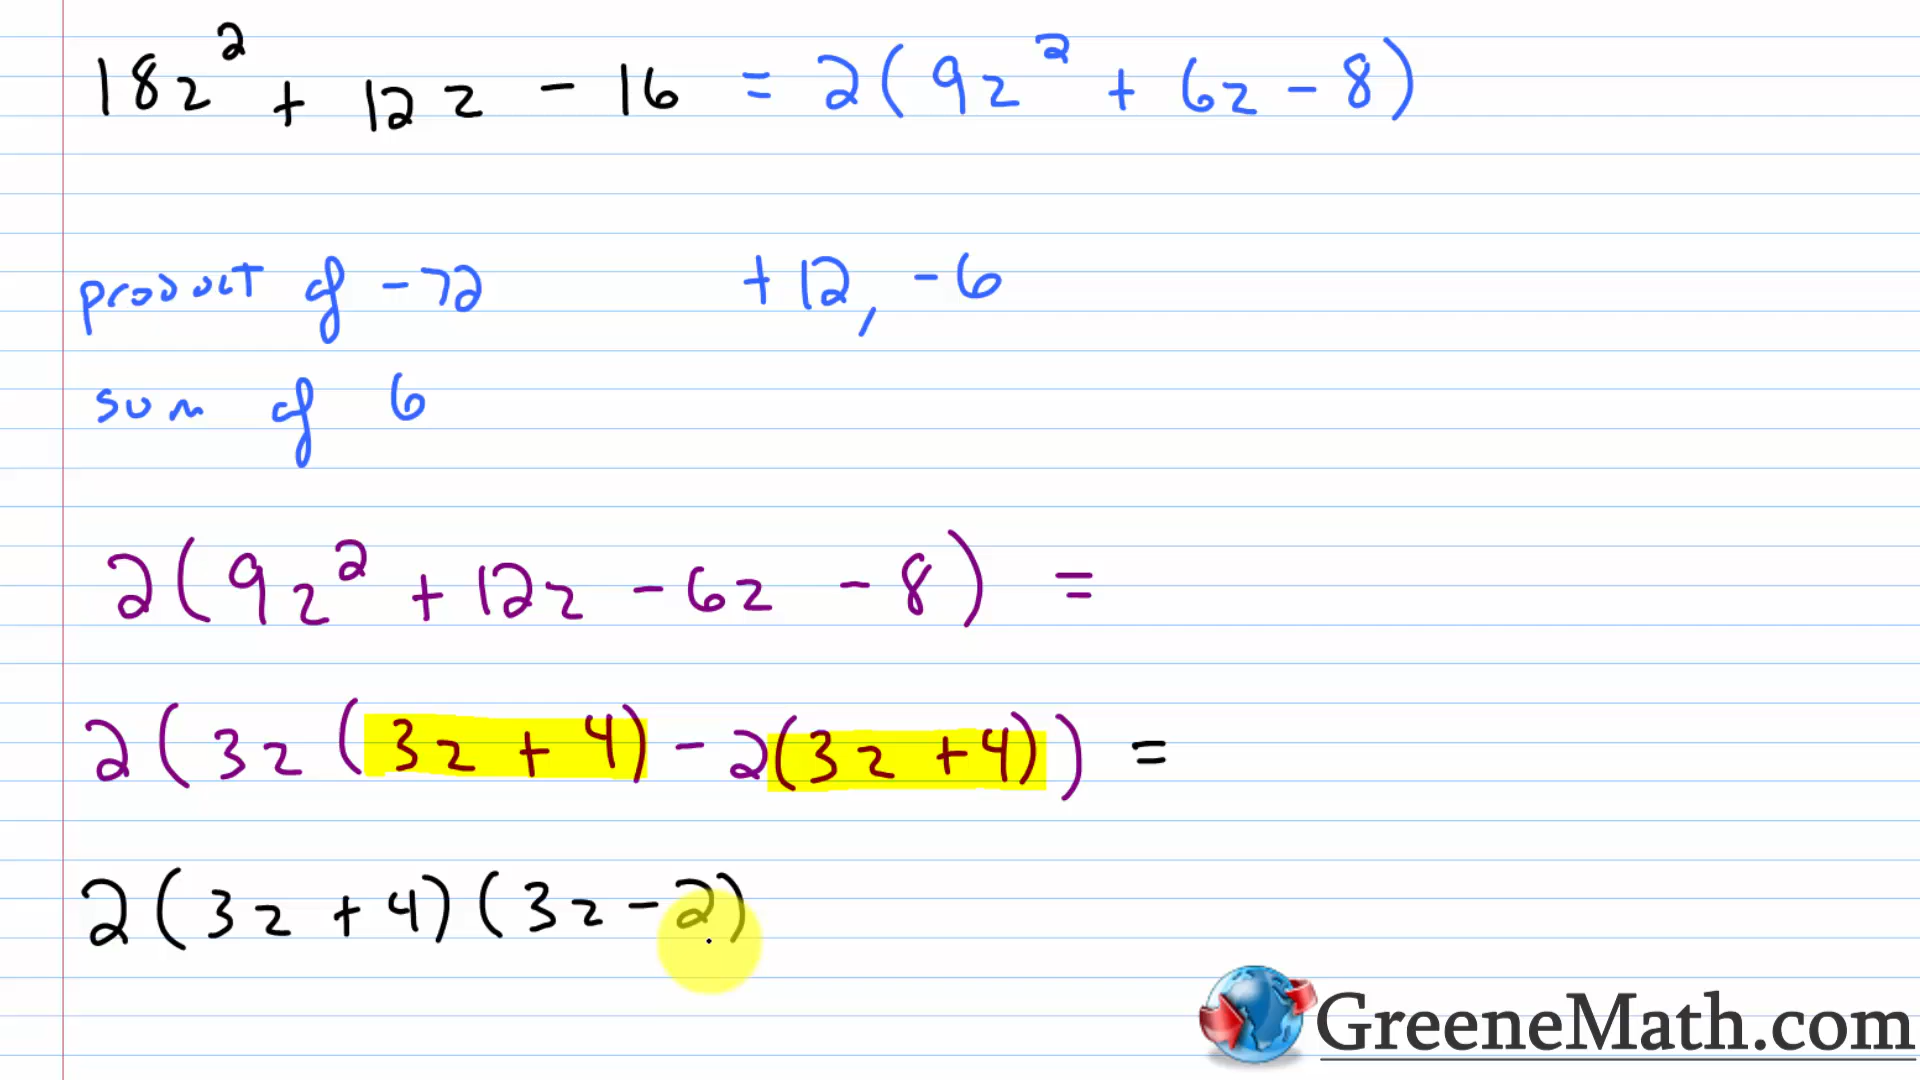 18z² + 12z - 16 = 2(9z² + 6z - 8)
product of -72 +12, -6
sum of 6
2(9z² + 12z - 6z - 8) =
2(3z(3z + 4) - 2(3z + 4)) =
2(3z + 4)(3z - 2)
GreeneMath.com